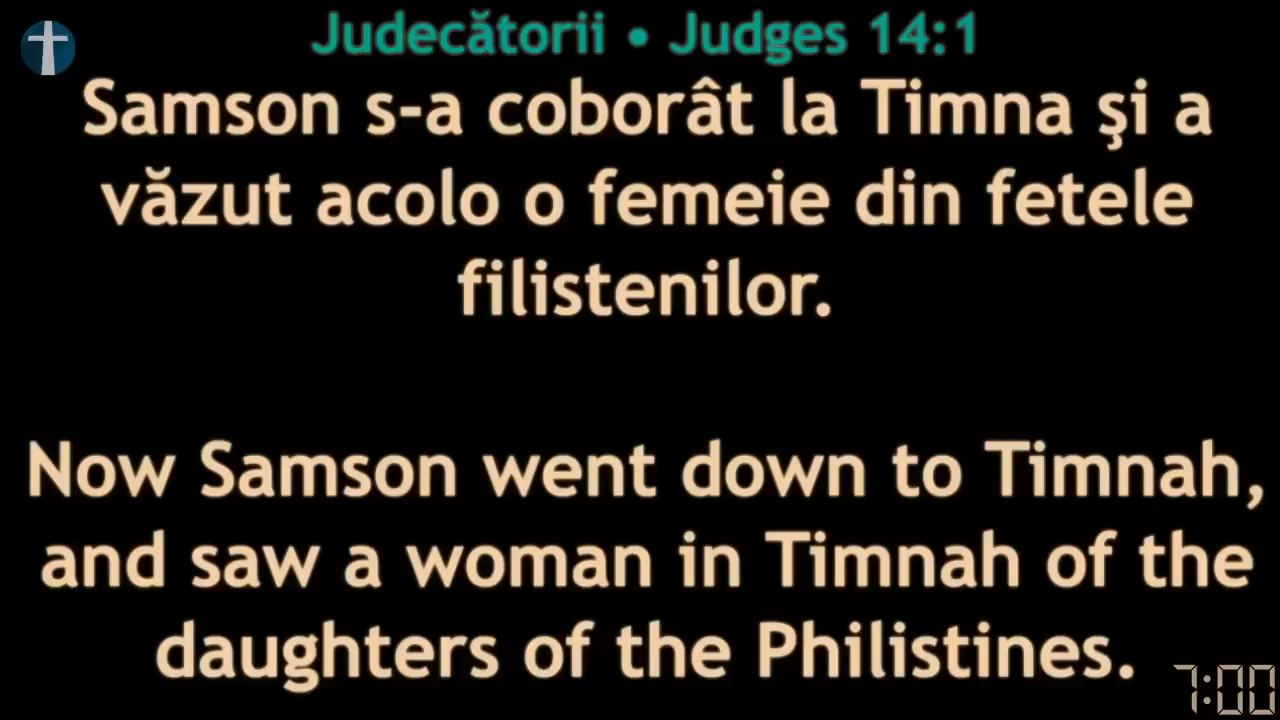 Judecătorii • Judges 14:1
Samson s-a coborât la Timna şi a
văzut acolo o femeie din fetele
filistenilor.
Now Samson went down to Timnah,
and saw a woman in Timnah of the
daughters of the Philistines.
7:00